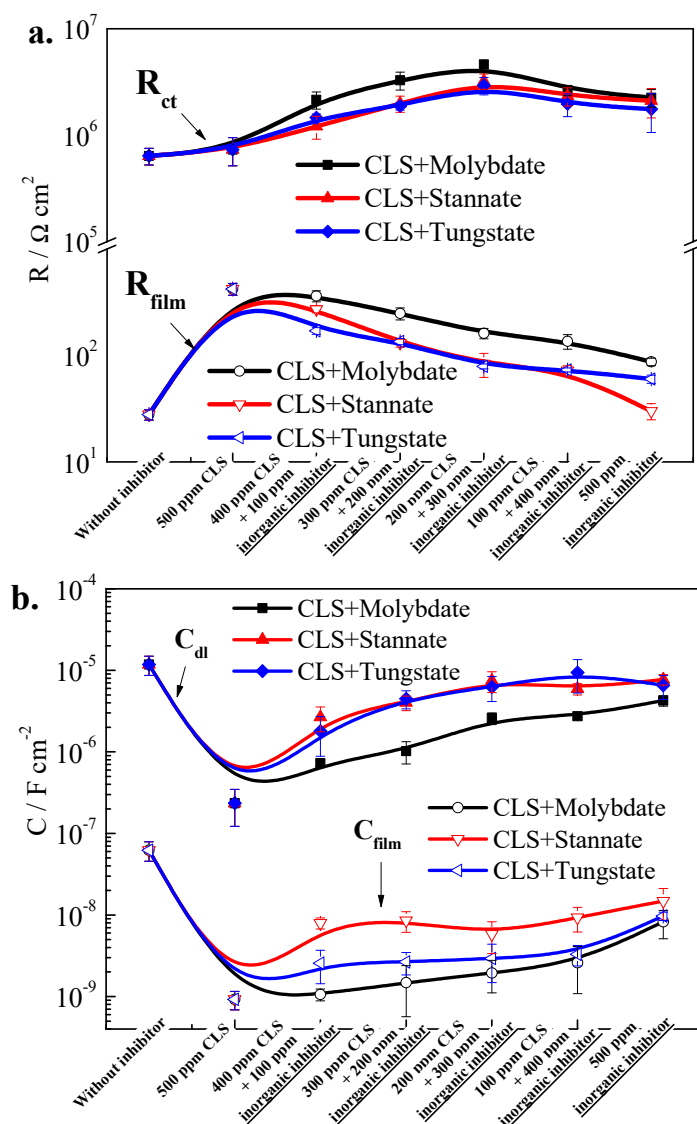 a.
10^7
R_ct
10^6
CLS+Molybdate
CLS+Stannate
CLS+Tungstate
10^5
R / Ω cm^2
R_film
10^2
CLS+Molybdate
CLS+Stannate
CLS+Tungstate
10^1
Without inhibitor
500 ppm CLS
400 ppm CLS
+ 100 ppm
inorganic inhibitor
300 ppm CLS
+ 200 ppm
inorganic inhibitor
200 ppm CLS
+ 300 ppm
inorganic inhibitor
100 ppm CLS
+ 400 ppm
inorganic inhibitor
500 ppm
inorganic inhibitor
b.
10^-4
CLS+Molybdate
CLS+Stannate
CLS+Tungstate
C_dl
10^-5
10^-6
C / F cm^-2
10^-7
CLS+Molybdate
CLS+Stannate
CLS+Tungstate
C_film
10^-8
10^-9
Without inhibitor
500 ppm CLS
400 ppm CLS
+ 100 ppm
inorganic inhibitor
300 ppm CLS
+ 200 ppm
inorganic inhibitor
200 ppm CLS
+ 300 ppm
inorganic inhibitor
100 ppm CLS
+ 400 ppm
inorganic inhibitor
500 ppm
inorganic inhibitor